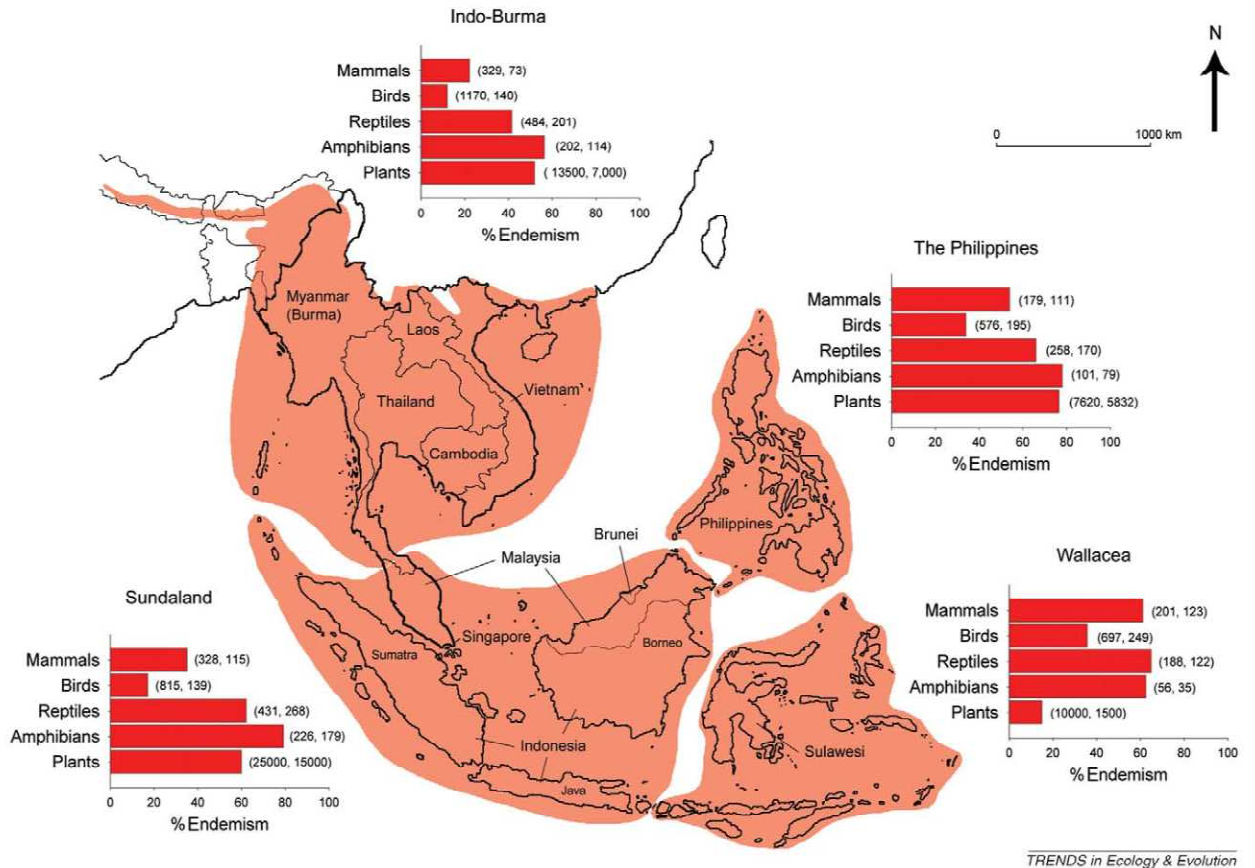 Indo-Burma
Mammals (329, 73)
Birds (1170, 140)
Reptiles (484, 201)
Amphibians (202, 114)
Plants ( 13500, 7,000)
0 20 40 60 80 100
% Endemism
N
0 1000 km
The Philippines
Mammals (179, 111)
Birds (576, 195)
Reptiles (258, 170)
Amphibians (101, 79)
Plants (7620, 5832)
0 20 40 60 80 100
% Endemism
Myanmar
(Burma)
Laos
Thailand
Vietnam
Cambodia
Philippines
Brunei
Malaysia
Singapore
Sumatra
Borneo
Indonesia
Java
Sulawesi
Sundaland
Mammals (328, 115)
Birds (815, 139)
Reptiles (431, 268)
Amphibians (226, 179)
Plants (25000, 15000)
0 20 40 60 80 100
% Endemism
Wallacea
Mammals (201, 123)
Birds (697, 249)
Reptiles (188, 122)
Amphibians (56, 35)
Plants (10000, 1500)
0 20 40 60 80 100
% Endemism
TRENDS in Ecology & Evolution